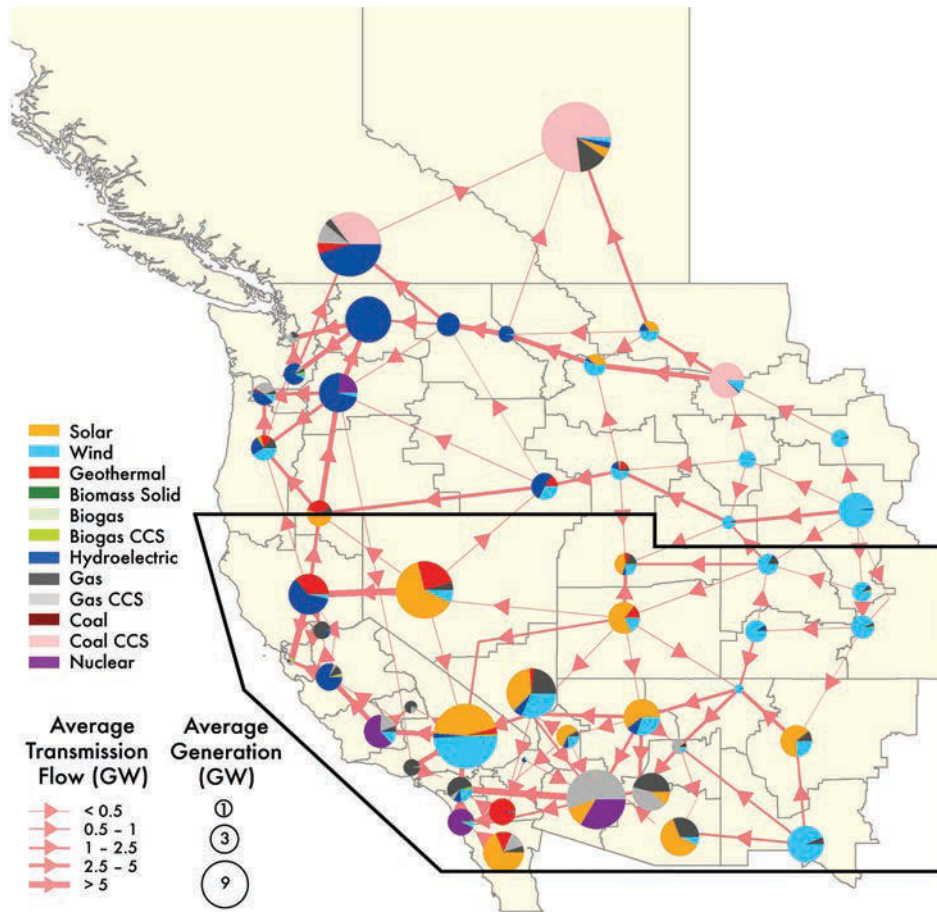 Solar
Wind
Geothermal
Biomass Solid
Biogas
Biogas CCS
Hydroelectric
Gas
Gas CCS
Coal
Coal CCS
Nuclear
Average
Transmission
Flow (GW)
< 0.5
0.5 – 1
1 – 2.5
2.5 – 5
> 5
Average
Generation
(GW)
1
3
9